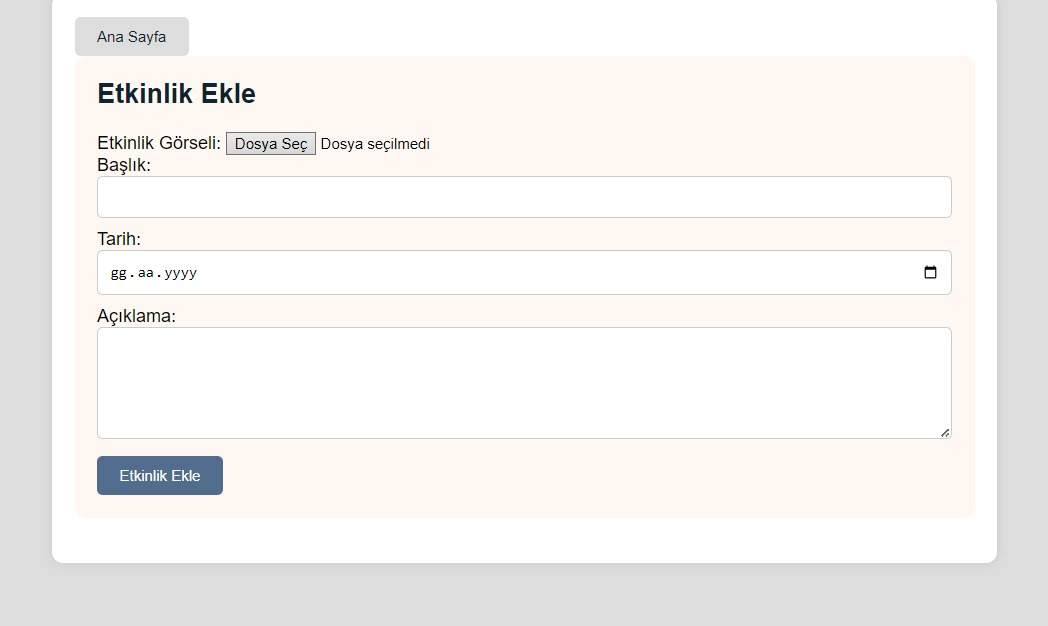 Ana Sayfa
Etkinlik Ekle
Etkinlik Görseli: Dosya Seç Dosya seçilmedi
Başlık:
Tarih:
gg.aa.yyyy
Açıklama:
Etkinlik Ekle